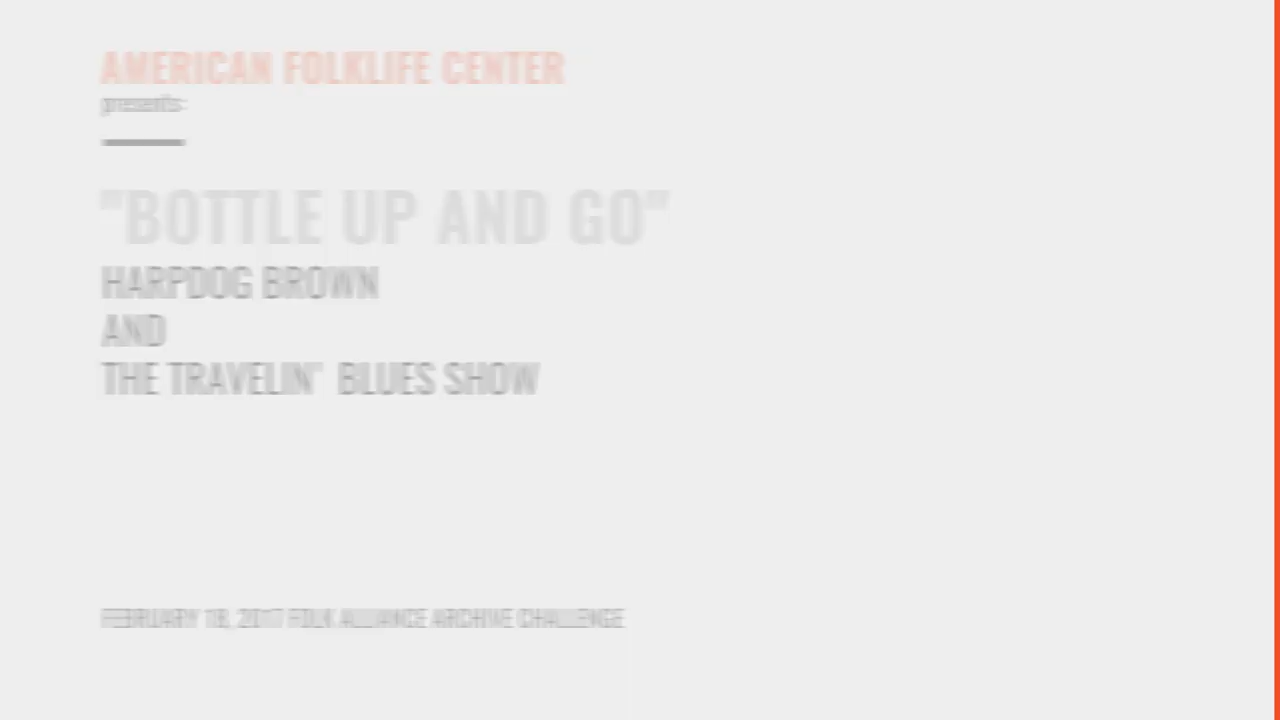 AMERICAN FOLKLIFE CENTER
presents:
"BOTTLE UP AND GO"
HARPDOG BROWN
AND
THE TRAVELIN' BLUES SHOW
FEBRUARY 18, 2017 FOLK ALLIANCE ARCHIVE CHALLENGE